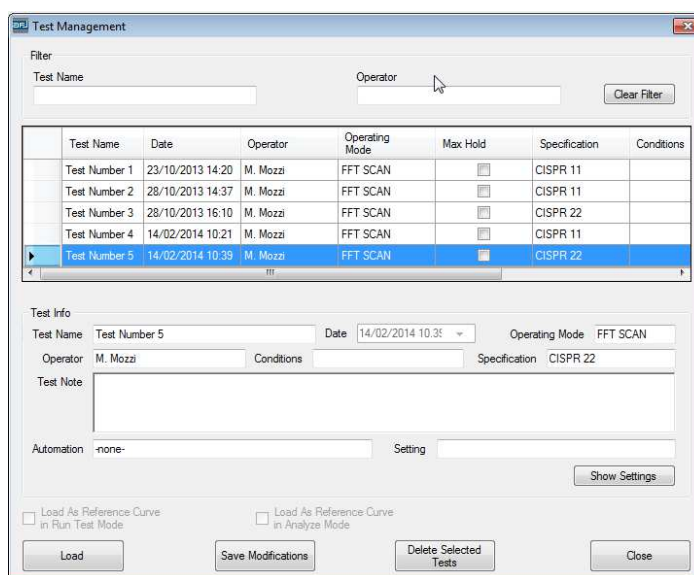 Test Management
Filter
Test Name Operator
Clear Filter
Test Name Date Operator Operating Mode Max Hold Specification Conditions
Test Number 1 23/10/2013 14:20 M. Mozzi FFT SCAN CISPR 11
Test Number 2 28/10/2013 14:37 M. Mozzi FFT SCAN CISPR 11
Test Number 3 28/10/2013 16:10 M. Mozzi FFT SCAN CISPR 22
Test Number 4 14/02/2014 10:21 M. Mozzi FFT SCAN CISPR 11
Test Number 5 14/02/2014 10:39 M. Mozzi FFT SCAN CISPR 22
Test Info
Test Name Test Number 5 Date 14/02/2014 10.39 Operating Mode FFT SCAN
Operator M. Mozzi Conditions Specification CISPR 22
Test Note
Automation -none- Setting
Show Settings
Load As Reference Curve Load As Reference Curve
in Run Test Mode in Analyze Mode
Load Save Modifications Delete Selected Tests Close